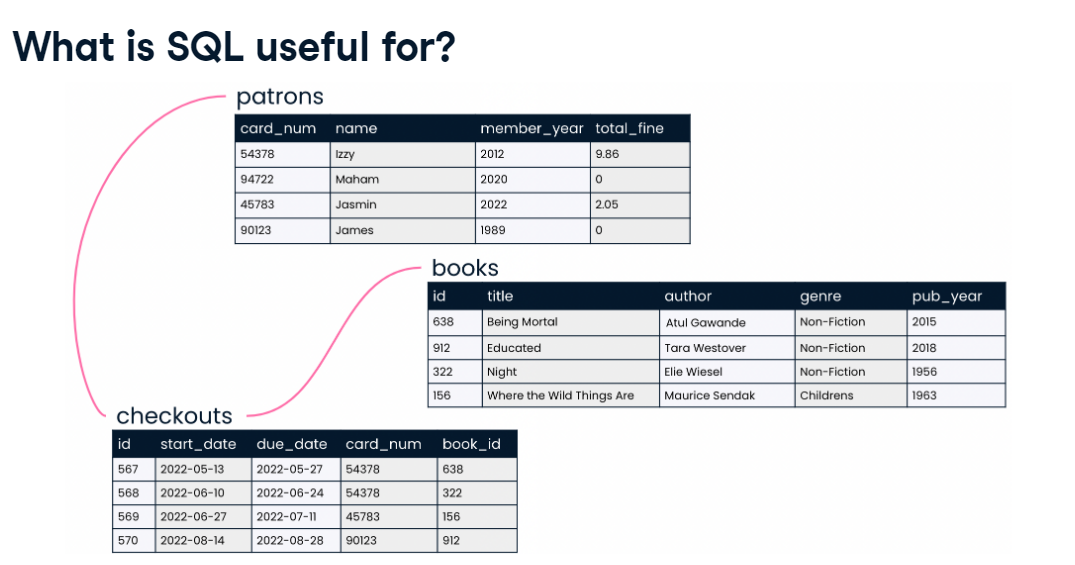 What is SQL useful for?
patrons
card_num name member_year total_fine
54378 Izzy 2012 9.86
94722 Maham 2020 0
45783 Jasmin 2022 2.05
90123 James 1989 0
books
id title author genre pub_year
638 Being Mortal Atul Gawande Non-Fiction 2015
912 Educated Tara Westover Non-Fiction 2018
322 Night Elie Wiesel Non-Fiction 1956
156 Where the Wild Things Are Maurice Sendak Childrens 1963
checkouts
id start_date due_date card_num book_id
567 2022-05-13 2022-05-27 54378 638
568 2022-06-10 2022-06-24 54378 322
569 2022-06-27 2022-07-11 45783 156
570 2022-08-14 2022-08-28 90123 912